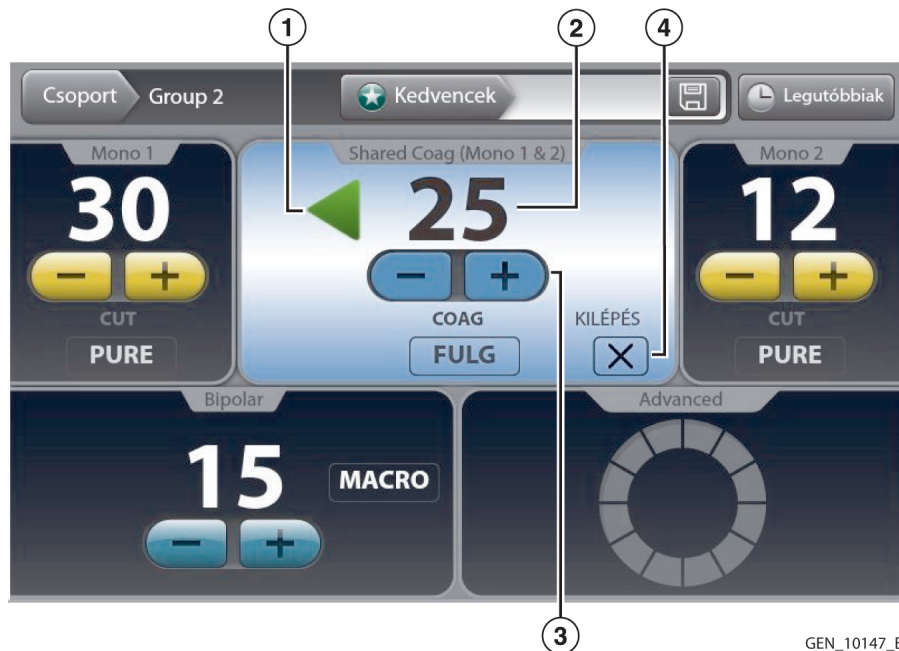 1 2 4
Csoport Group 2 Kedvencek Legutóbbiak
Mono 1 Shared Coag (Mono 1 & 2) Mono 2
30 25 12
- + - + - +
CUT COAG KILÉPÉS CUT
PURE FULG X PURE
Bipolar Advanced
15 MACRO
- +
3
GEN_10147_E